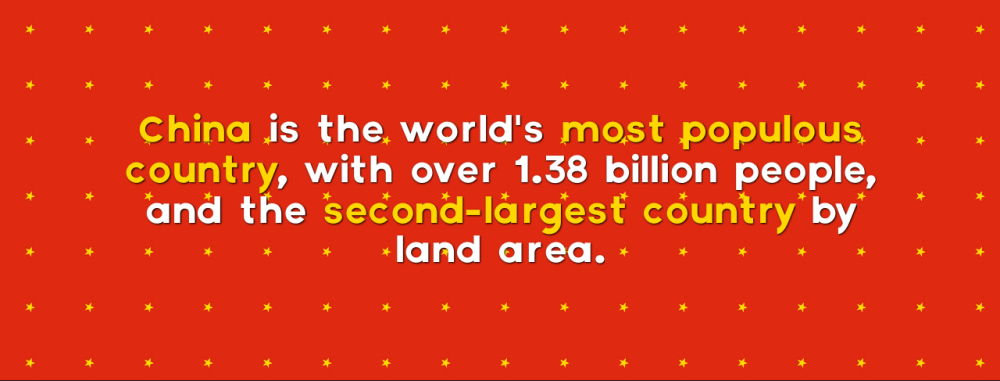 China is the world's most populous
country, with over 1.38 billion people,
and the second-largest country by
land area.